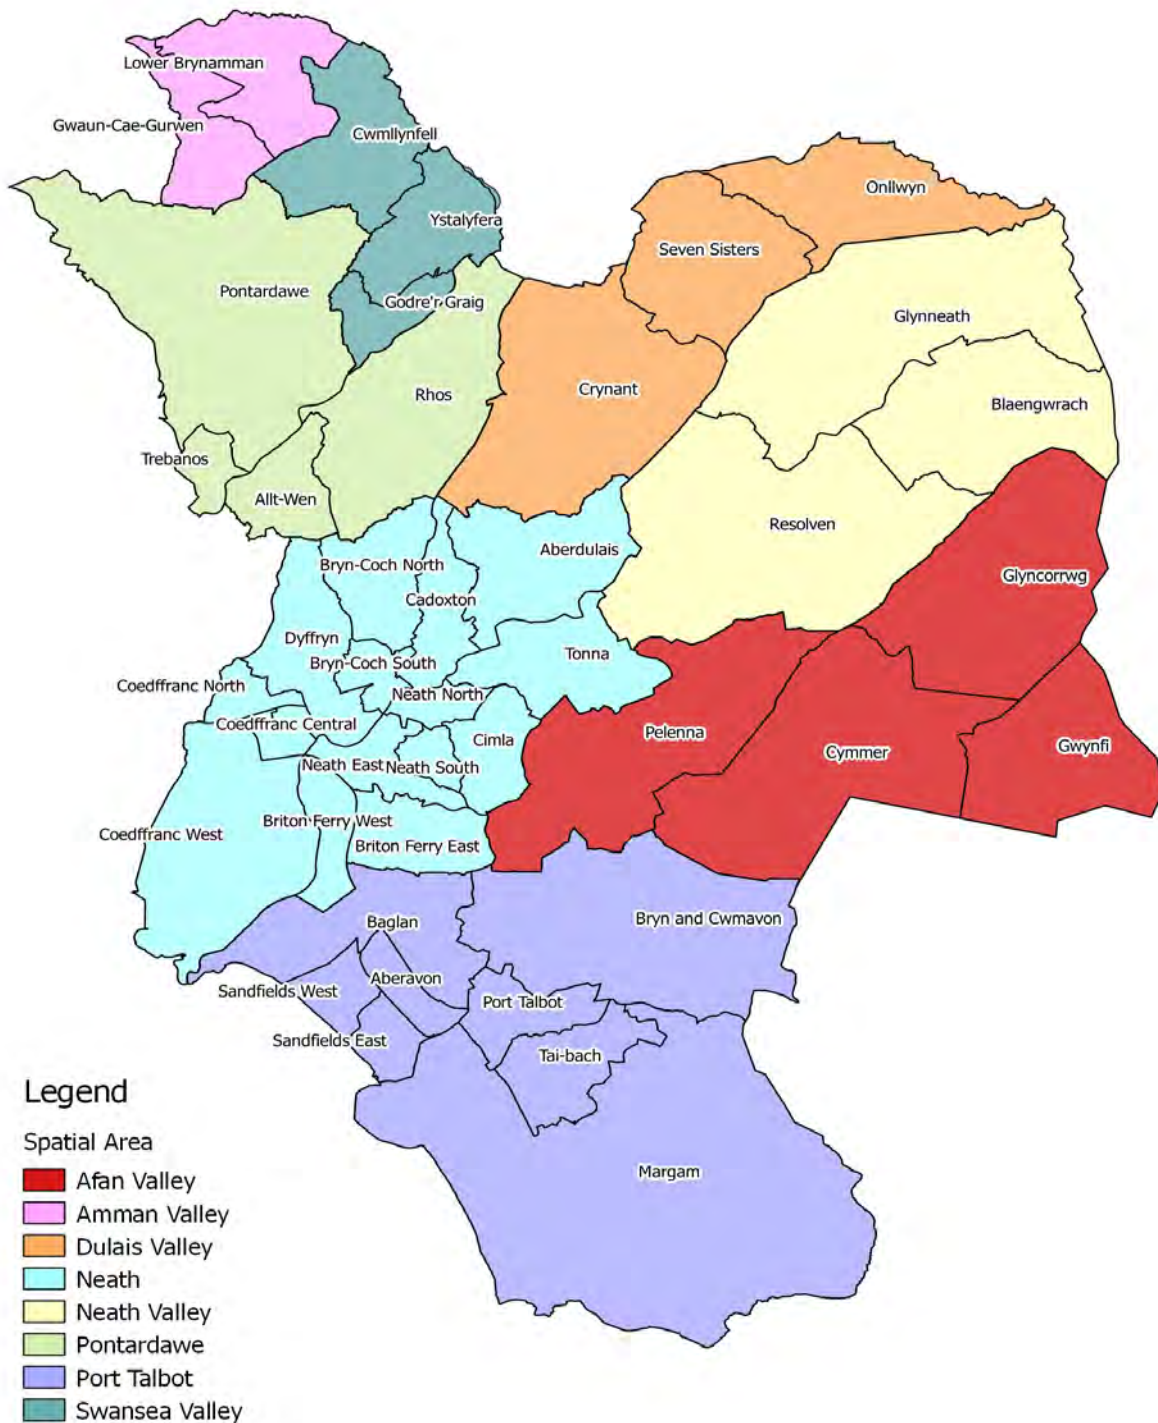 Lower Brynamman
Gwaun-Cae-Gurwen
Cwmllynfell
Onllwyn
Ystalyfera
Seven Sisters
Pontardawe
Godre'r Graig
Glynneath
Crynant
Rhos
Blaengwrach
Trebanos
Allt-Wen
Resolven
Aberdulais
Bryn-Coch North
Glyncorrwg
Cadoxton
Dyffryn
Tonna
Bryn-Coch South
Coedffranc North
Neath North
Coedffranc Central
Pelenna
Cimla
Gwynfi
Cymmer
Neath East
Neath South
Briton Ferry West
Coedffranc West
Briton Ferry East
Baglan
Bryn and Cwmavon
Aberavon
Sandfields West
Port Talbot
Sandfields East
Tai-bach
Margam
Legend
Spatial Area
Afan Valley
Amman Valley
Dulais Valley
Neath
Neath Valley
Pontardawe
Port Talbot
Swansea Valley